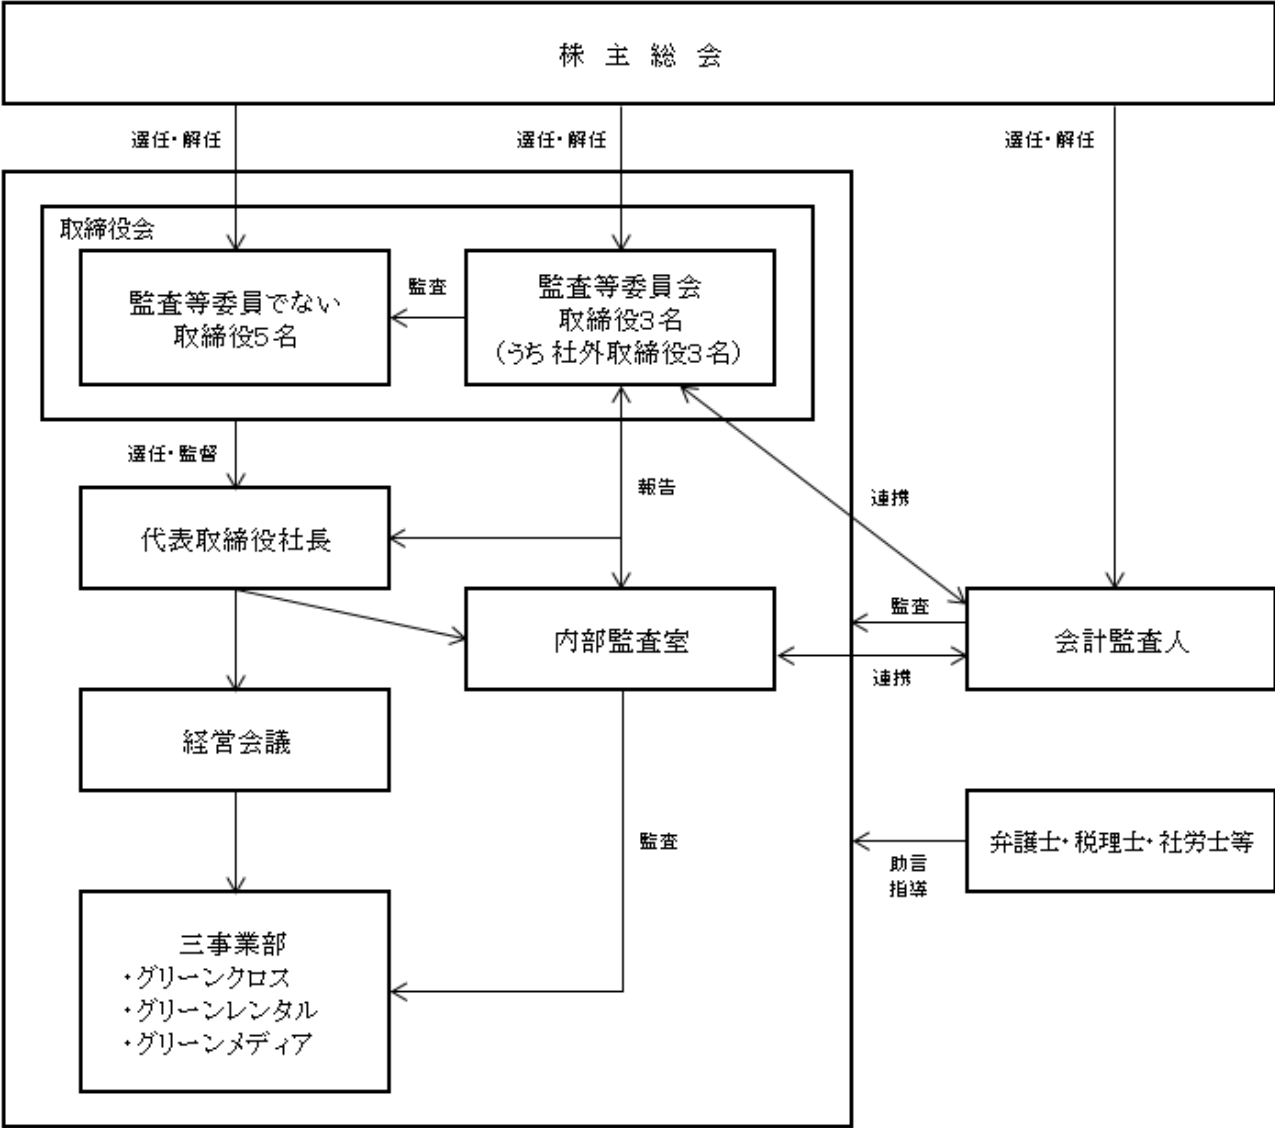 株主総会
選任・解任
選任・解任
選任・解任
取締役会
監査等委員でない
取締役5名
監査
監査等委員会
取締役3名
(うち 社外取締役3名)
選任・監督
報告
連携
代表取締役社長
内部監査室
監査
連携
会計監査人
経営会議
監査
助言
指導
弁護士・税理士・社労士等
三事業部
・グリーンクロス
・グリーンレンタル
・グリーンメディア